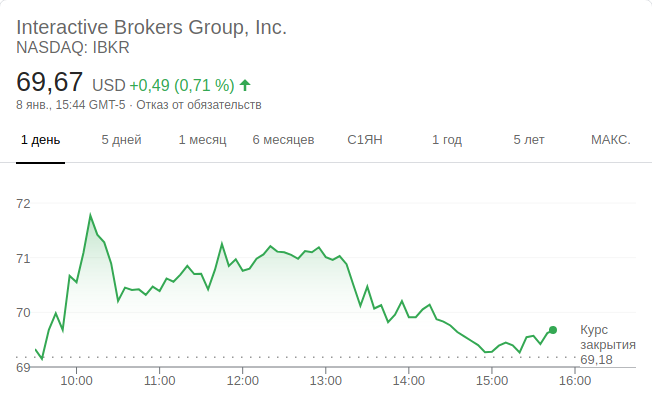 Interactive Brokers Group, Inc.
NASDAQ: IBKR
69,67 USD +0,49 (0,71 %)
8 янв., 15:44 GMT-5 · Отказ от обязательств
1 день 5 дней 1 месяц 6 месяцев С1ЯН 1 год 5 лет МАКС.
72
71
70
69
Курс
закрытия
69,18
10:00 11:00 12:00 13:00 14:00 15:00 16:00